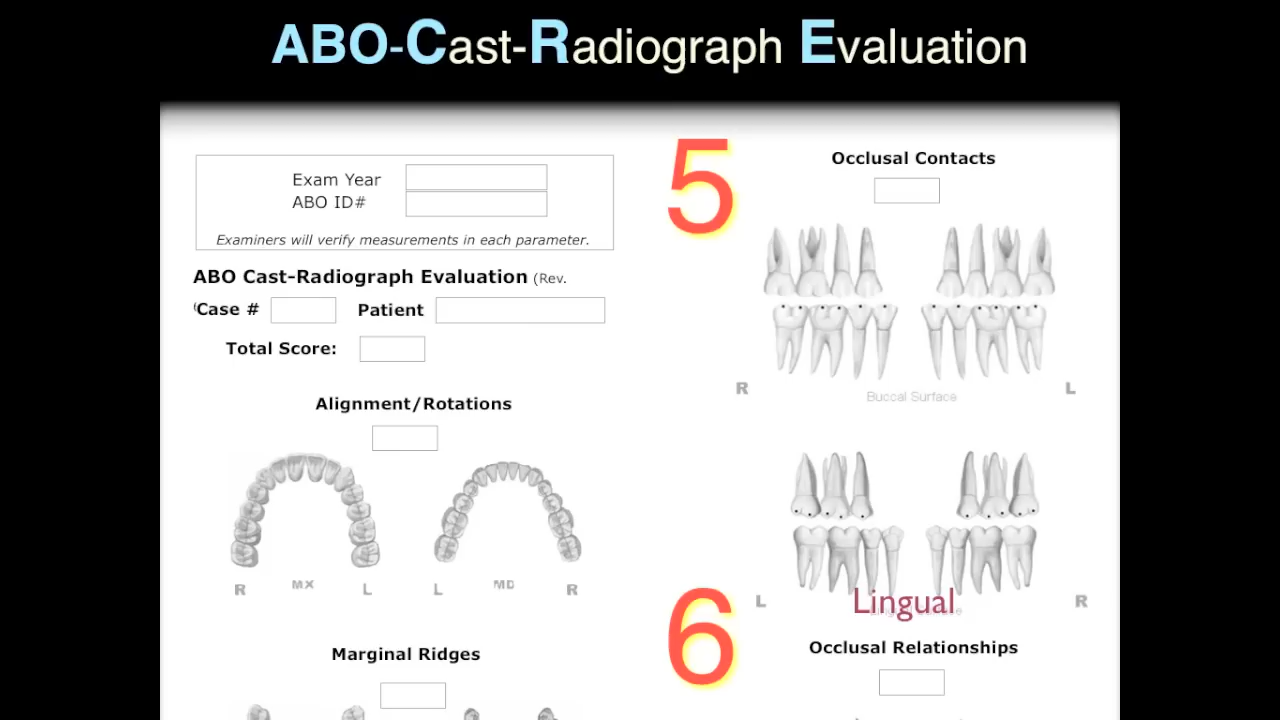 ABO-Cast-Radiograph Evaluation
Exam Year
ABO ID#
Examiners will verify measurements in each parameter.
ABO Cast-Radiograph Evaluation (Rev.
Case #
Patient
Total Score:
Alignment/Rotations
R MX L
L MD R
Marginal Ridges
5
Occlusal Contacts
R
L
Buccal Surface
L
R
Lingual
6
Occlusal Relationships